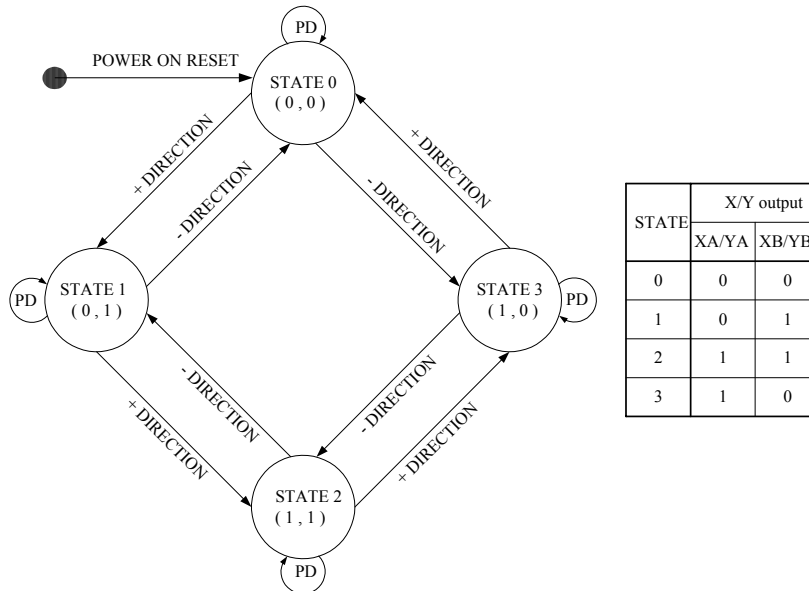 PD
POWER ON RESET
STATE 0
( 0 , 0 )
+ DIRECTION
- DIRECTION
- DIRECTION
+ DIRECTION
PD
STATE 1
( 0 , 1 )
STATE 3
( 1 , 0 )
PD
+ DIRECTION
- DIRECTION
- DIRECTION
+ DIRECTION
STATE 2
( 1 , 1 )
PD
STATE X/Y output
XA/YA XB/YB
0 0 0
1 0 1
2 1 1
3 1 0